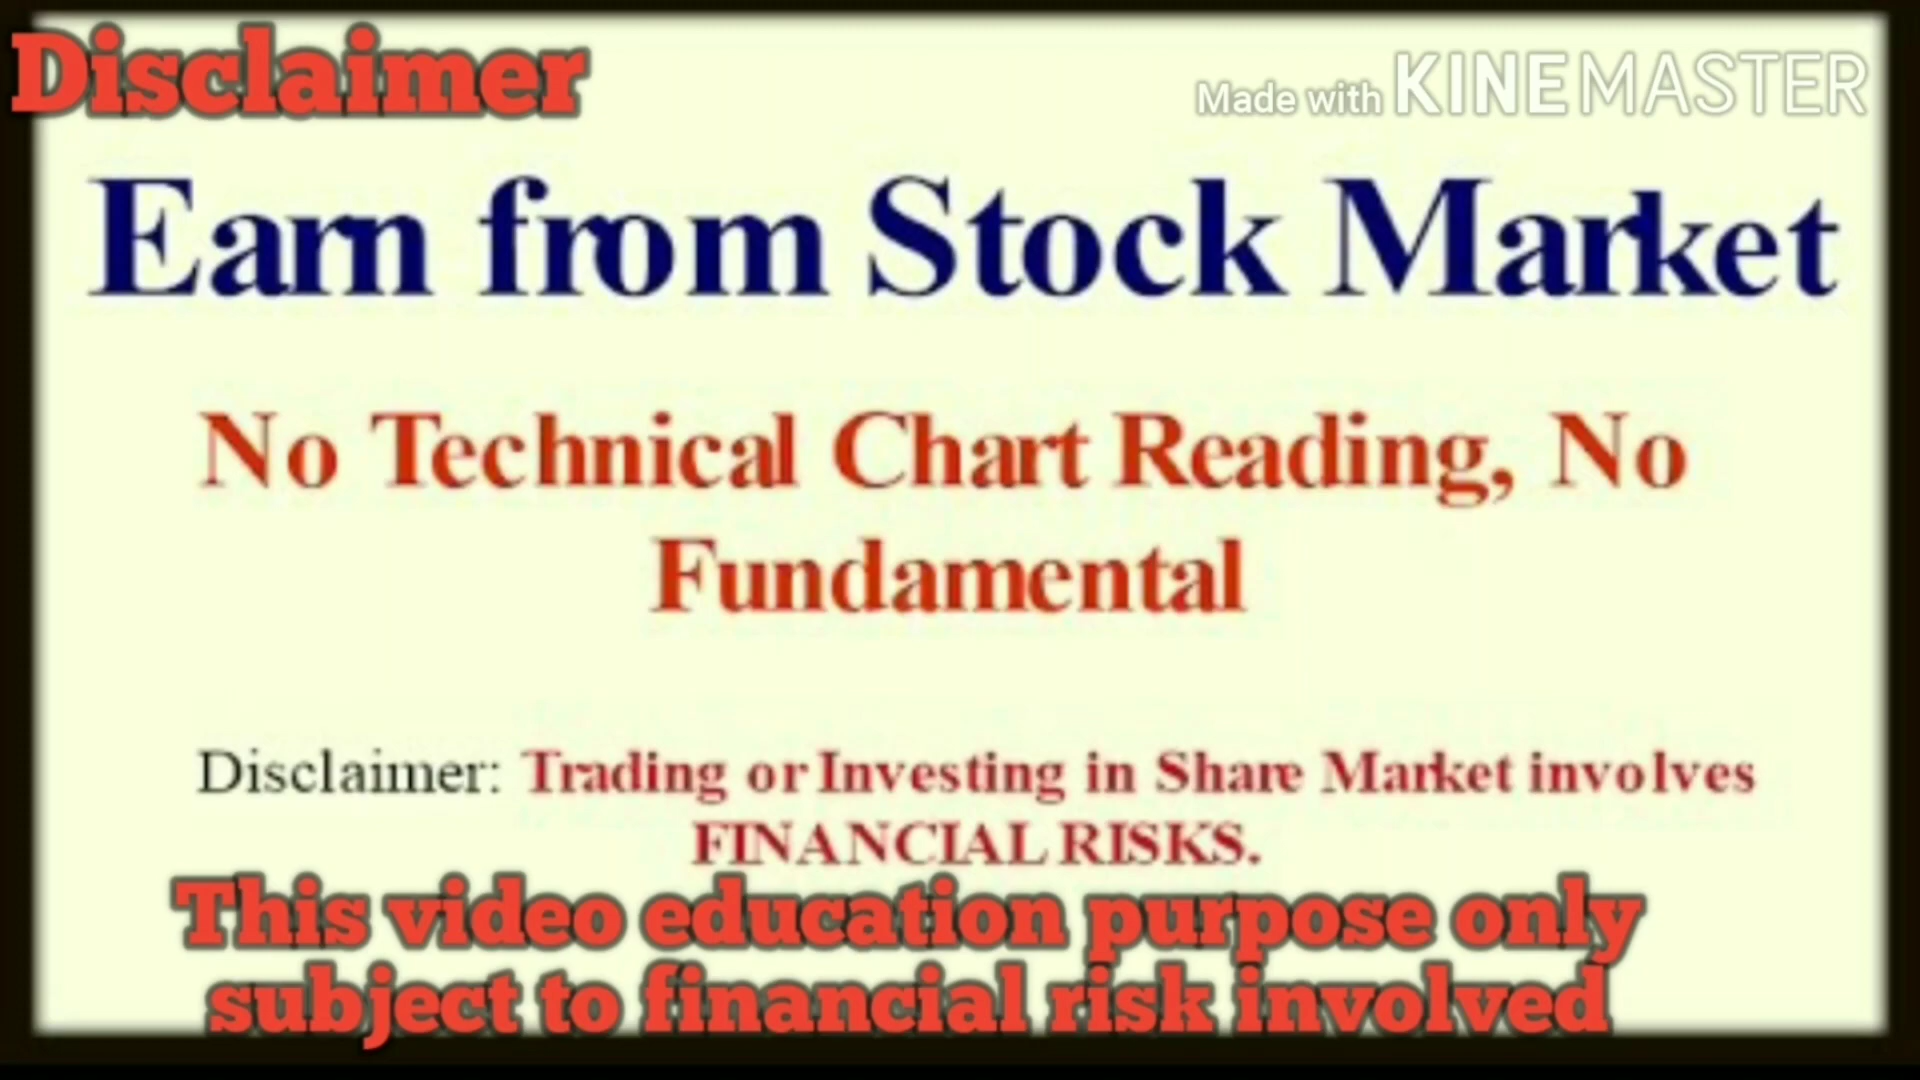 Disclaimer
Made with KINEMASTER
Earn from Stock Market
No Technical Chart Reading, No
Fundamental
Disclaimer: Trading or Investing in Share Market involves
FINANCIAL RISKS.
This video education purpose only
subject to financial risk involved